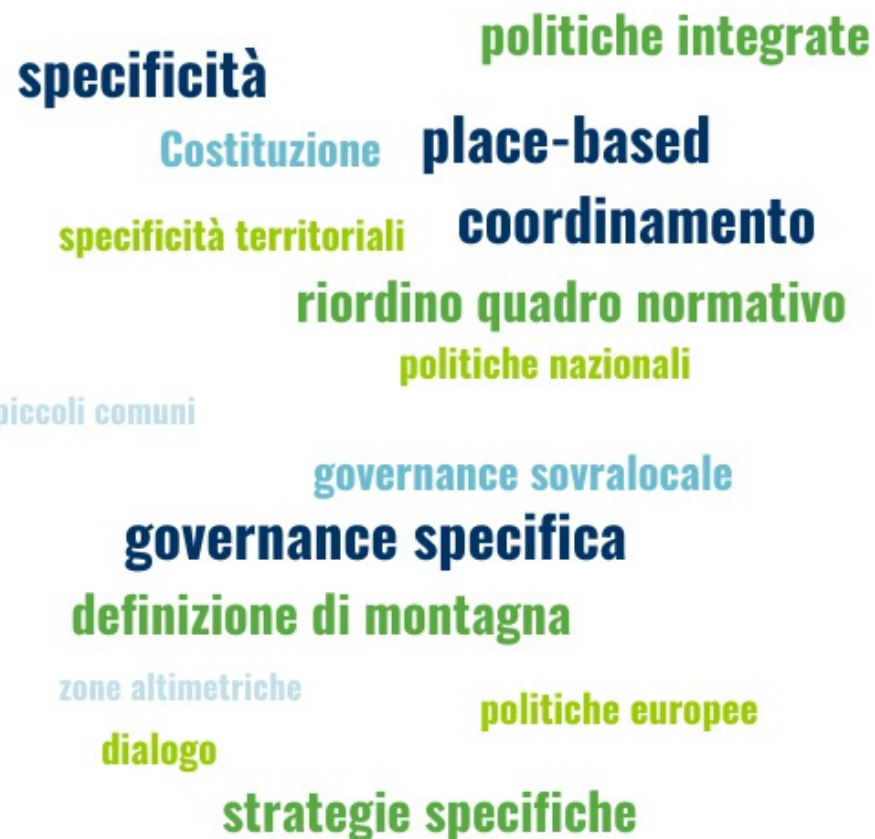 politiche integrate
specificità
Costituzione
place-based
specificità territoriali
coordinamento
riordino quadro normativo
politiche nazionali
piccoli comuni
governance sovralocale
governance specifica
definizione di montagna
zone altimetriche
politiche europee
dialogo
strategie specifiche